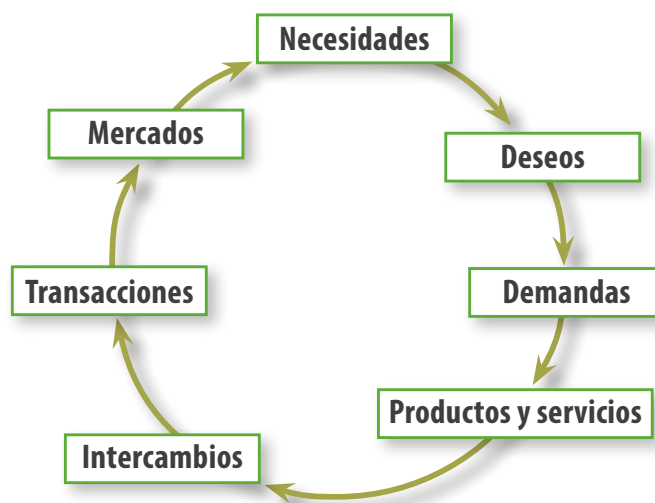 Necesidades
Deseos
Demandas
Productos y servicios
Intercambios
Transacciones
Mercados